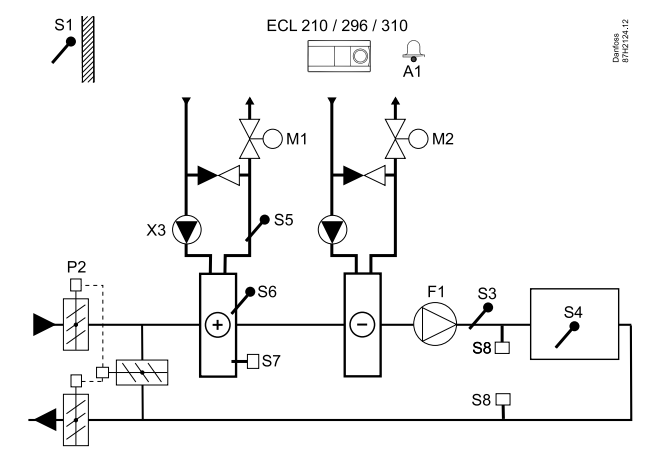 S1
ECL 210 / 296 / 310
A1
Danfoss
87H2124.12
M1
M2
X3
S5
P2
S6
F1
S3
S4
S7
S8
S8